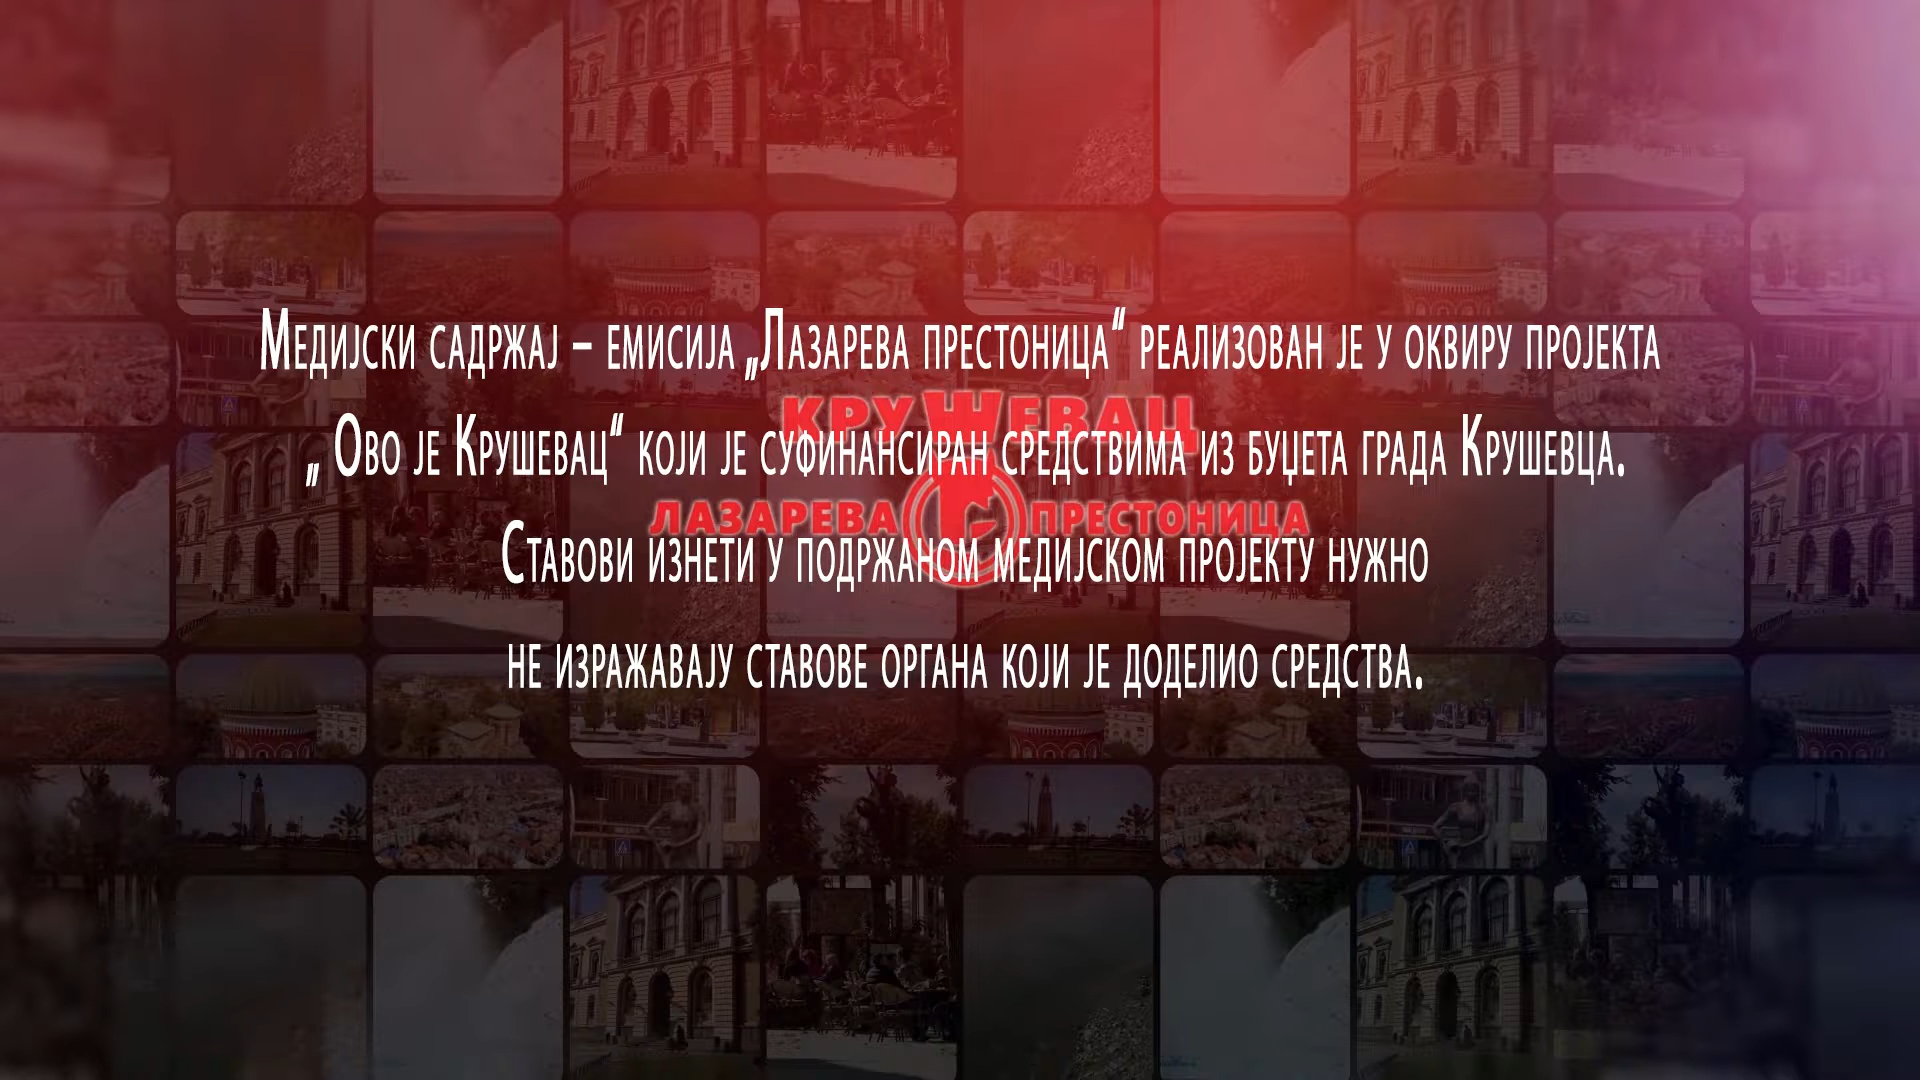 Медијски садржај – емисија „Лазарева престоница“ реализован је у оквиру пројекта
КРУШЕВАЦ
„ Ово је Крушевац“ који је суфинансиран средствима из буџета града Крушевца.
ЛАЗАРЕВА ПРЕСТОНИЦА
Ставови изнети у подржаном медијском пројекту нужно
не изражавају ставове органа који је доделио средства.